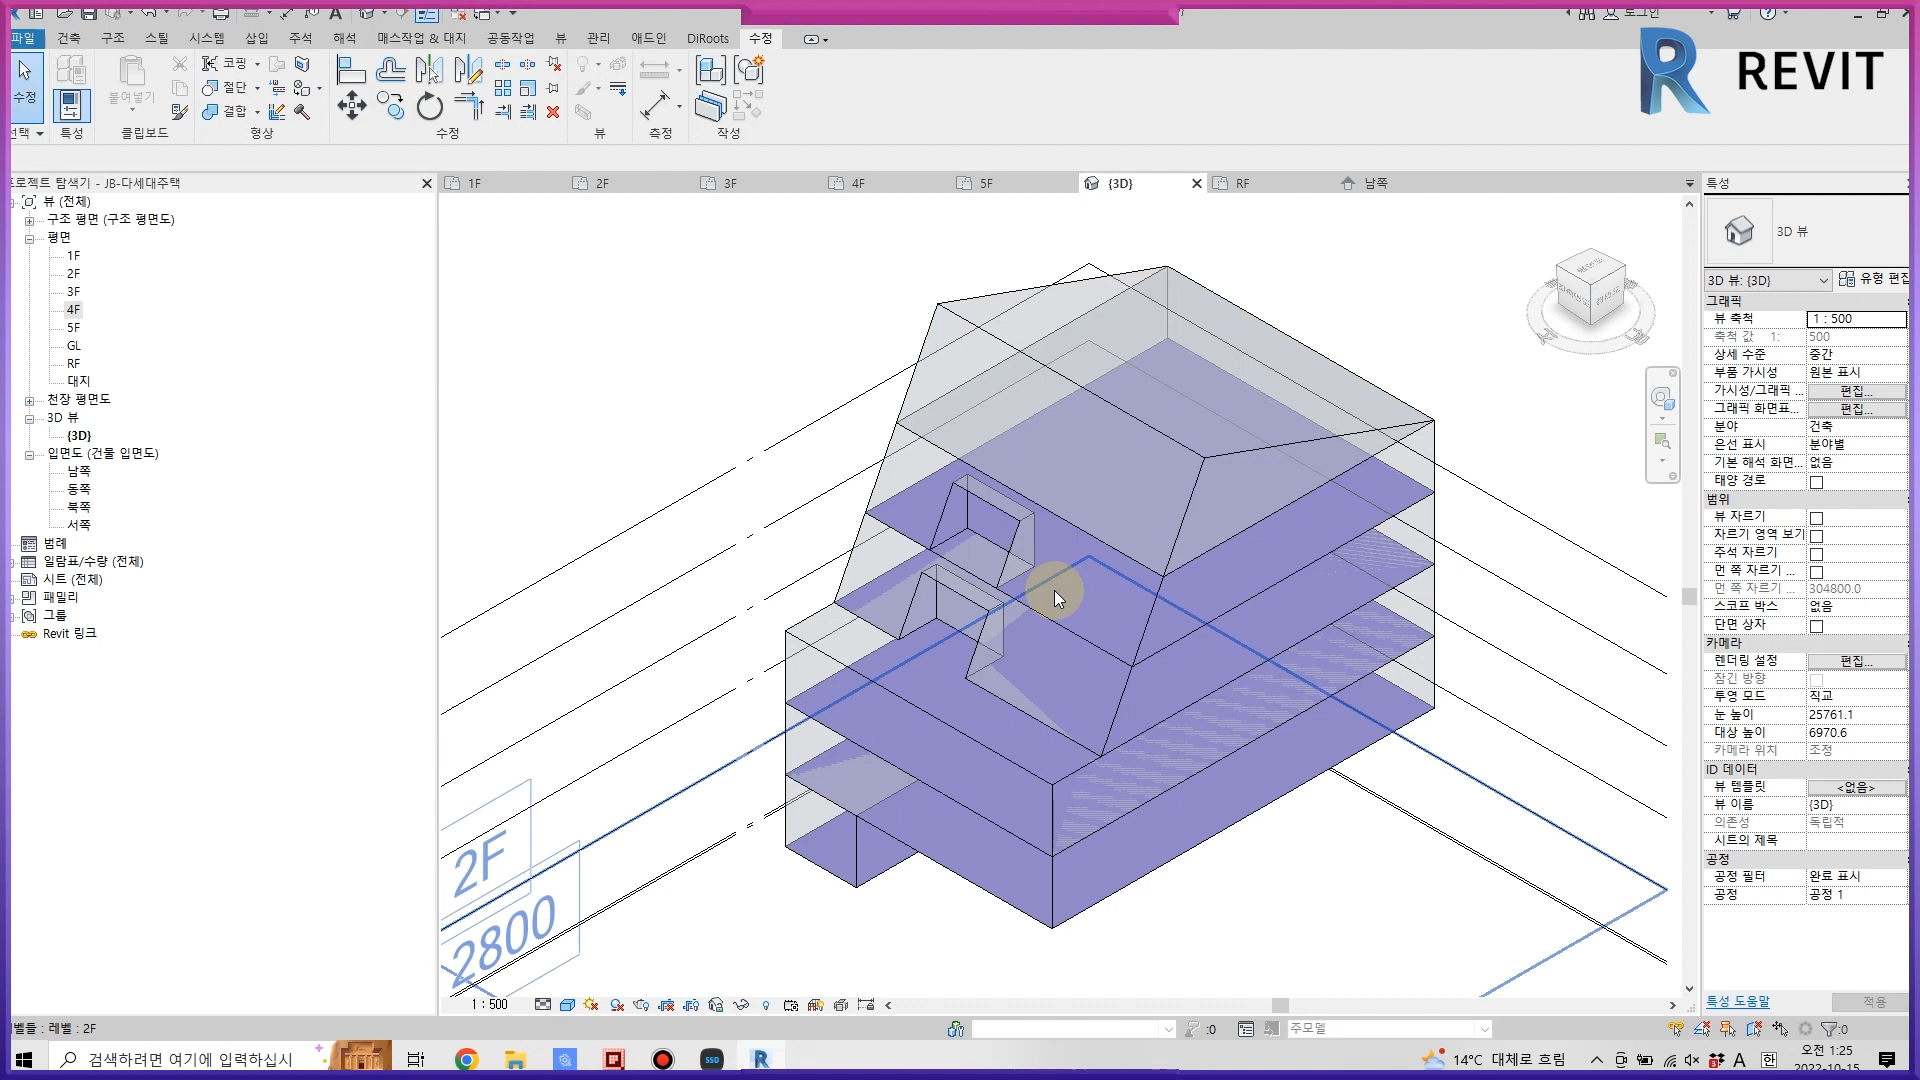 로그인
파일 건축 구조 스틸 시스템 삽입 주석 해석 매스작업 & 대지 공동작업 뷰 관리 애드인 DiRoots 수정
REVIT
수정
붙여넣기
코핑
절단
결합
특성 클립보드 형상 수정 뷰 측정 작성
프로젝트 탐색기 - JB-다세대주택
1F 2F 3F 4F 5F {3D} RF 남쪽
특성
뷰 (전체)
구조 평면 (구조 평면도)
평면
1F
2F
3F
4F
5F
GL
RF
대지
천장 평면도
3D 뷰
{3D}
입면도 (건물 입면도)
남쪽
동쪽
북쪽
서쪽
범례
일람표/수량 (전체)
시트 (전체)
패밀리
그룹
Revit 링크
2F
2800
3D 뷰
3D 뷰: {3D} 유형 편집
그래픽
뷰 축척 1 : 500
축척 값 1: 500
상세 수준 중간
부품 가시성 원본 표시
가시성/그래픽 ... 편집...
그래픽 화면표... 편집...
분야 건축
은선 표시 분야별
기본 해석 화면... 없음
태양 경로
범위
뷰 자르기
자르기 영역 보기
주석 자르기
먼 쪽 자르기 ...
먼 쪽 자르기 ... 304800.0
스코프 박스 없음
단면 상자
카메라
렌더링 설정 편집...
잠긴 방향
투영 모드 직교
눈 높이 25761.1
대상 높이 6970.6
카메라 위치 조정
ID 데이터
뷰 템플릿 <없음>
뷰 이름 {3D}
의존성 독립적
시트의 제목
공정
공정 필터 완료 표시
공정 공정 1
특성 도움말 적용
1 : 500
레벨 : 2F
:0
주모델
:0
검색하려면 여기에 입력하십시
SSD
14°C 대체로 흐림
A
오전 1:25
2022-10-15